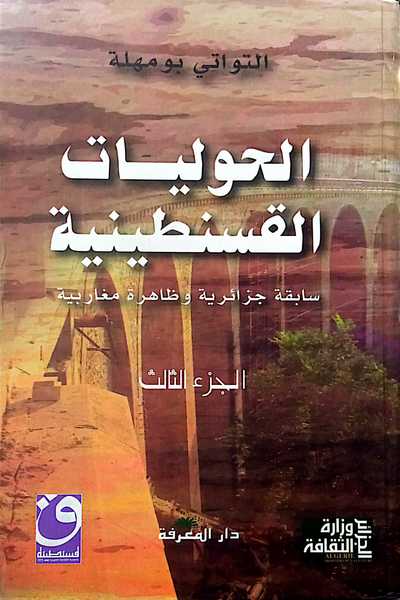 التواتي بومهلة
الحوليات
القسنطينية
سابقة جزائرية وظاهرة مغاربية
الجزء الثالث
دار المعرفة
وزارة
الثقافة
ALGERIE
ق
قسنطينة